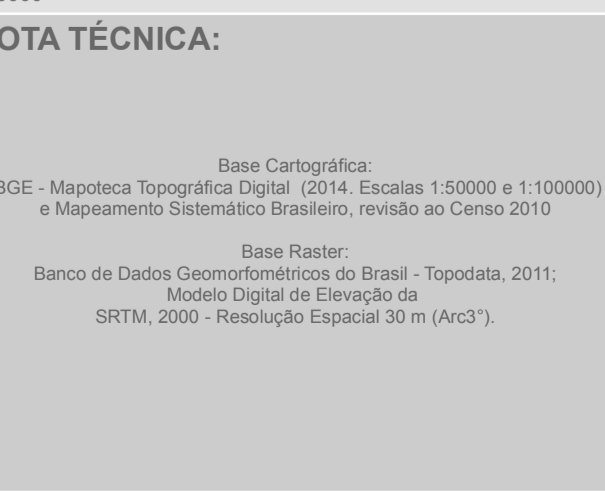 OTA TÉCNICA:
Base Cartográfica:
BGE - Mapoteca Topográfica Digital (2014. Escalas 1:50000 e 1:100000)
e Mapeamento Sistemático Brasileiro, revisão ao Censo 2010
Base Raster:
Banco de Dados Geomorfométricos do Brasil - Topodata, 2011;
Modelo Digital de Elevação da
SRTM, 2000 - Resolução Espacial 30 m (Arc3°).